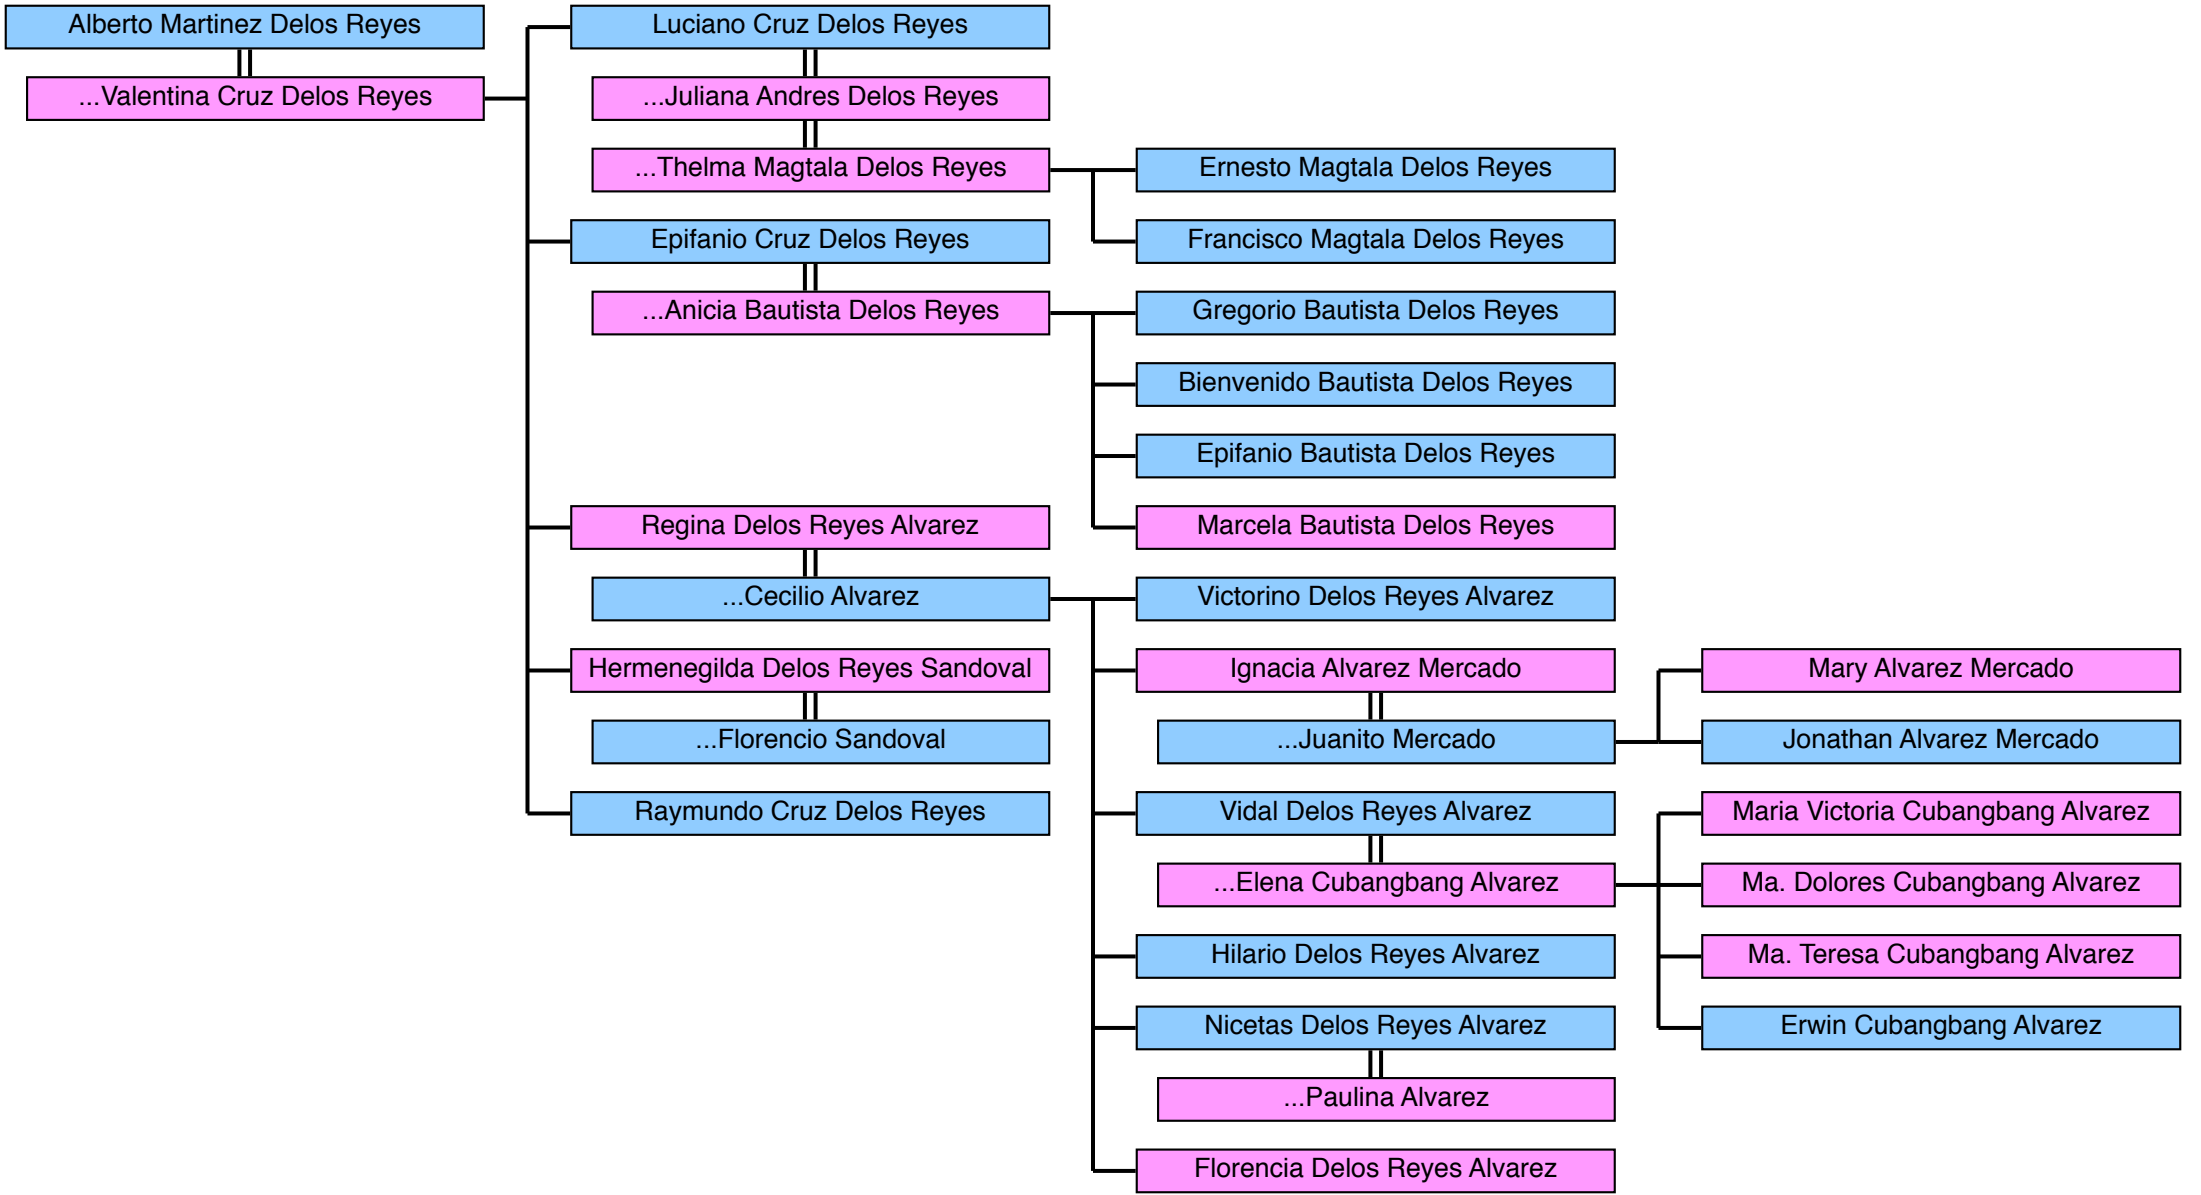 Alberto Martinez Delos Reyes
...Valentina Cruz Delos Reyes
Luciano Cruz Delos Reyes
...Juliana Andres Delos Reyes
...Thelma Magtala Delos Reyes
Ernesto Magtala Delos Reyes
Francisco Magtala Delos Reyes
Epifanio Cruz Delos Reyes
...Anicia Bautista Delos Reyes
Gregorio Bautista Delos Reyes
Bienvenido Bautista Delos Reyes
Epifanio Bautista Delos Reyes
Marcela Bautista Delos Reyes
Regina Delos Reyes Alvarez
...Cecilio Alvarez
Victorino Delos Reyes Alvarez
Ignacia Alvarez Mercado
...Juanito Mercado
Mary Alvarez Mercado
Jonathan Alvarez Mercado
Vidal Delos Reyes Alvarez
...Elena Cubangbang Alvarez
Maria Victoria Cubangbang Alvarez
Ma. Dolores Cubangbang Alvarez
Ma. Teresa Cubangbang Alvarez
Erwin Cubangbang Alvarez
Hilario Delos Reyes Alvarez
Nicetas Delos Reyes Alvarez
...Paulina Alvarez
Florencia Delos Reyes Alvarez
Hermenegilda Delos Reyes Sandoval
...Florencio Sandoval
Raymundo Cruz Delos Reyes